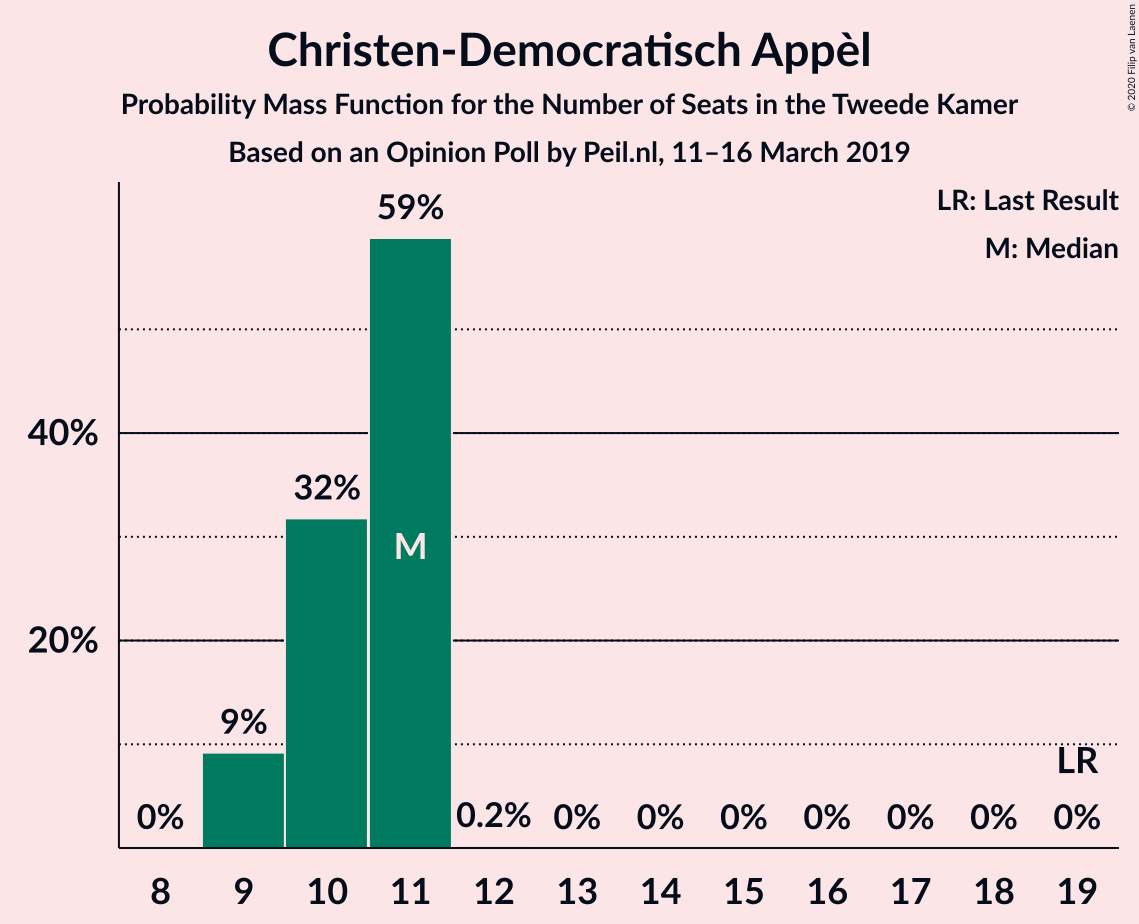 Christen-Democratisch Appèl
Probability Mass Function for the Number of Seats in the Tweede Kamer
Based on an Opinion Poll by Peil.nl, 11–16 March 2019
© 2020 Filip van Laenen
LR: Last Result
M: Median
59%
40%
32%
M
20%
9%
LR
0% 0.2% 0% 0% 0% 0% 0% 0% 0%
8 9 10 11 12 13 14 15 16 17 18 19